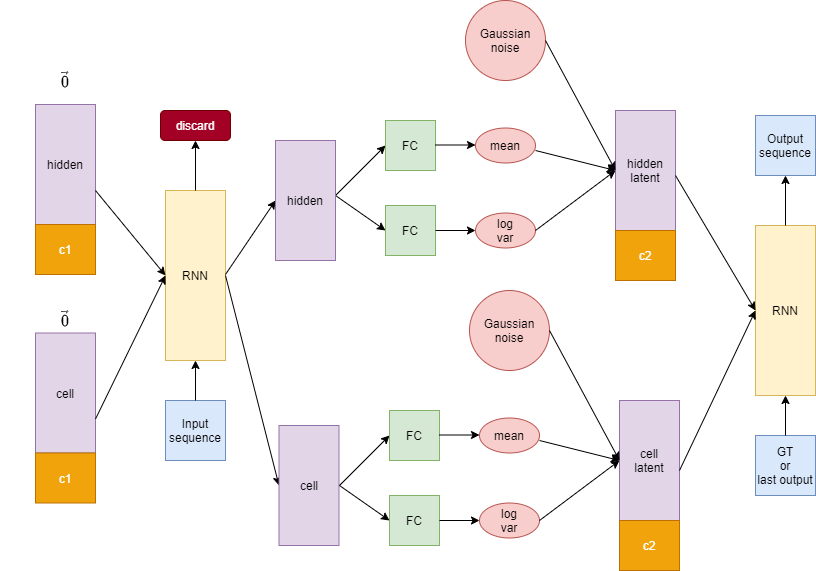 0⃗
hidden
c1
0⃗
cell
c1
discard
RNN
Input
sequence
hidden
cell
FC
FC
mean
log
var
Gaussian
noise
hidden
latent
c2
Gaussian
noise
FC
FC
mean
log
var
cell
latent
c2
Output
sequence
RNN
GT
or
last output